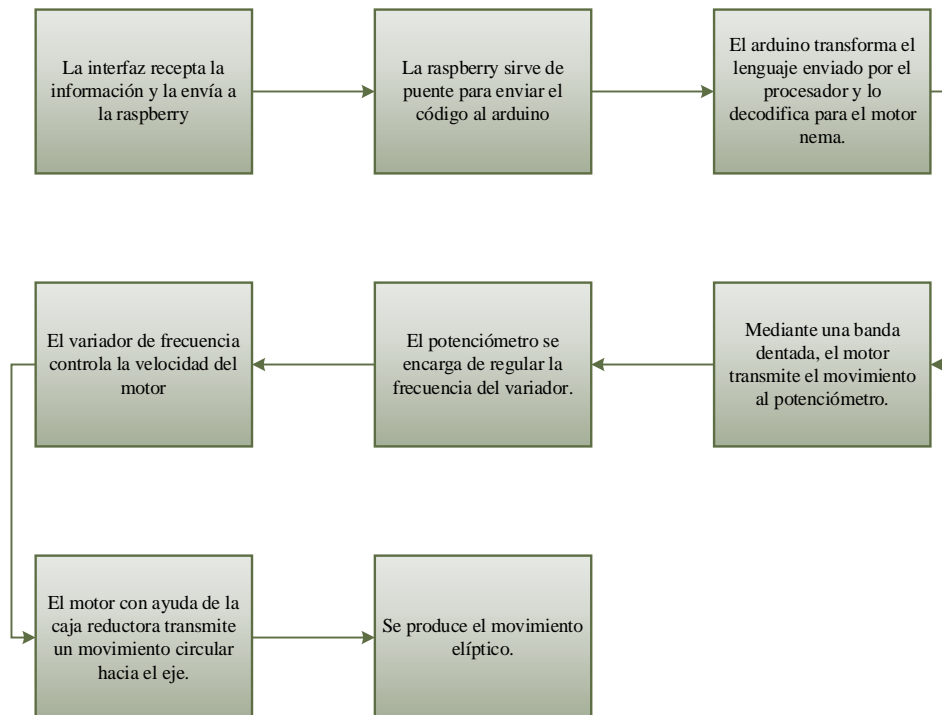 La interfaz recepta la
información y la envía a
la raspberry
La raspberry sirve de
puente para enviar el
código al arduino
El arduino transforma el
lenguaje enviado por el
procesador y lo
decodifica para el motor
nema.
Mediante una banda
dentada, el motor
transmite el movimiento
al potenciómetro.
El potenciómetro se
encarga de regular la
frecuencia del variador.
El variador de frecuencia
controla la velocidad del
motor
El motor con ayuda de la
caja reductora transmite
un movimiento circular
hacia el eje.
Se produce el movimiento
elíptico.